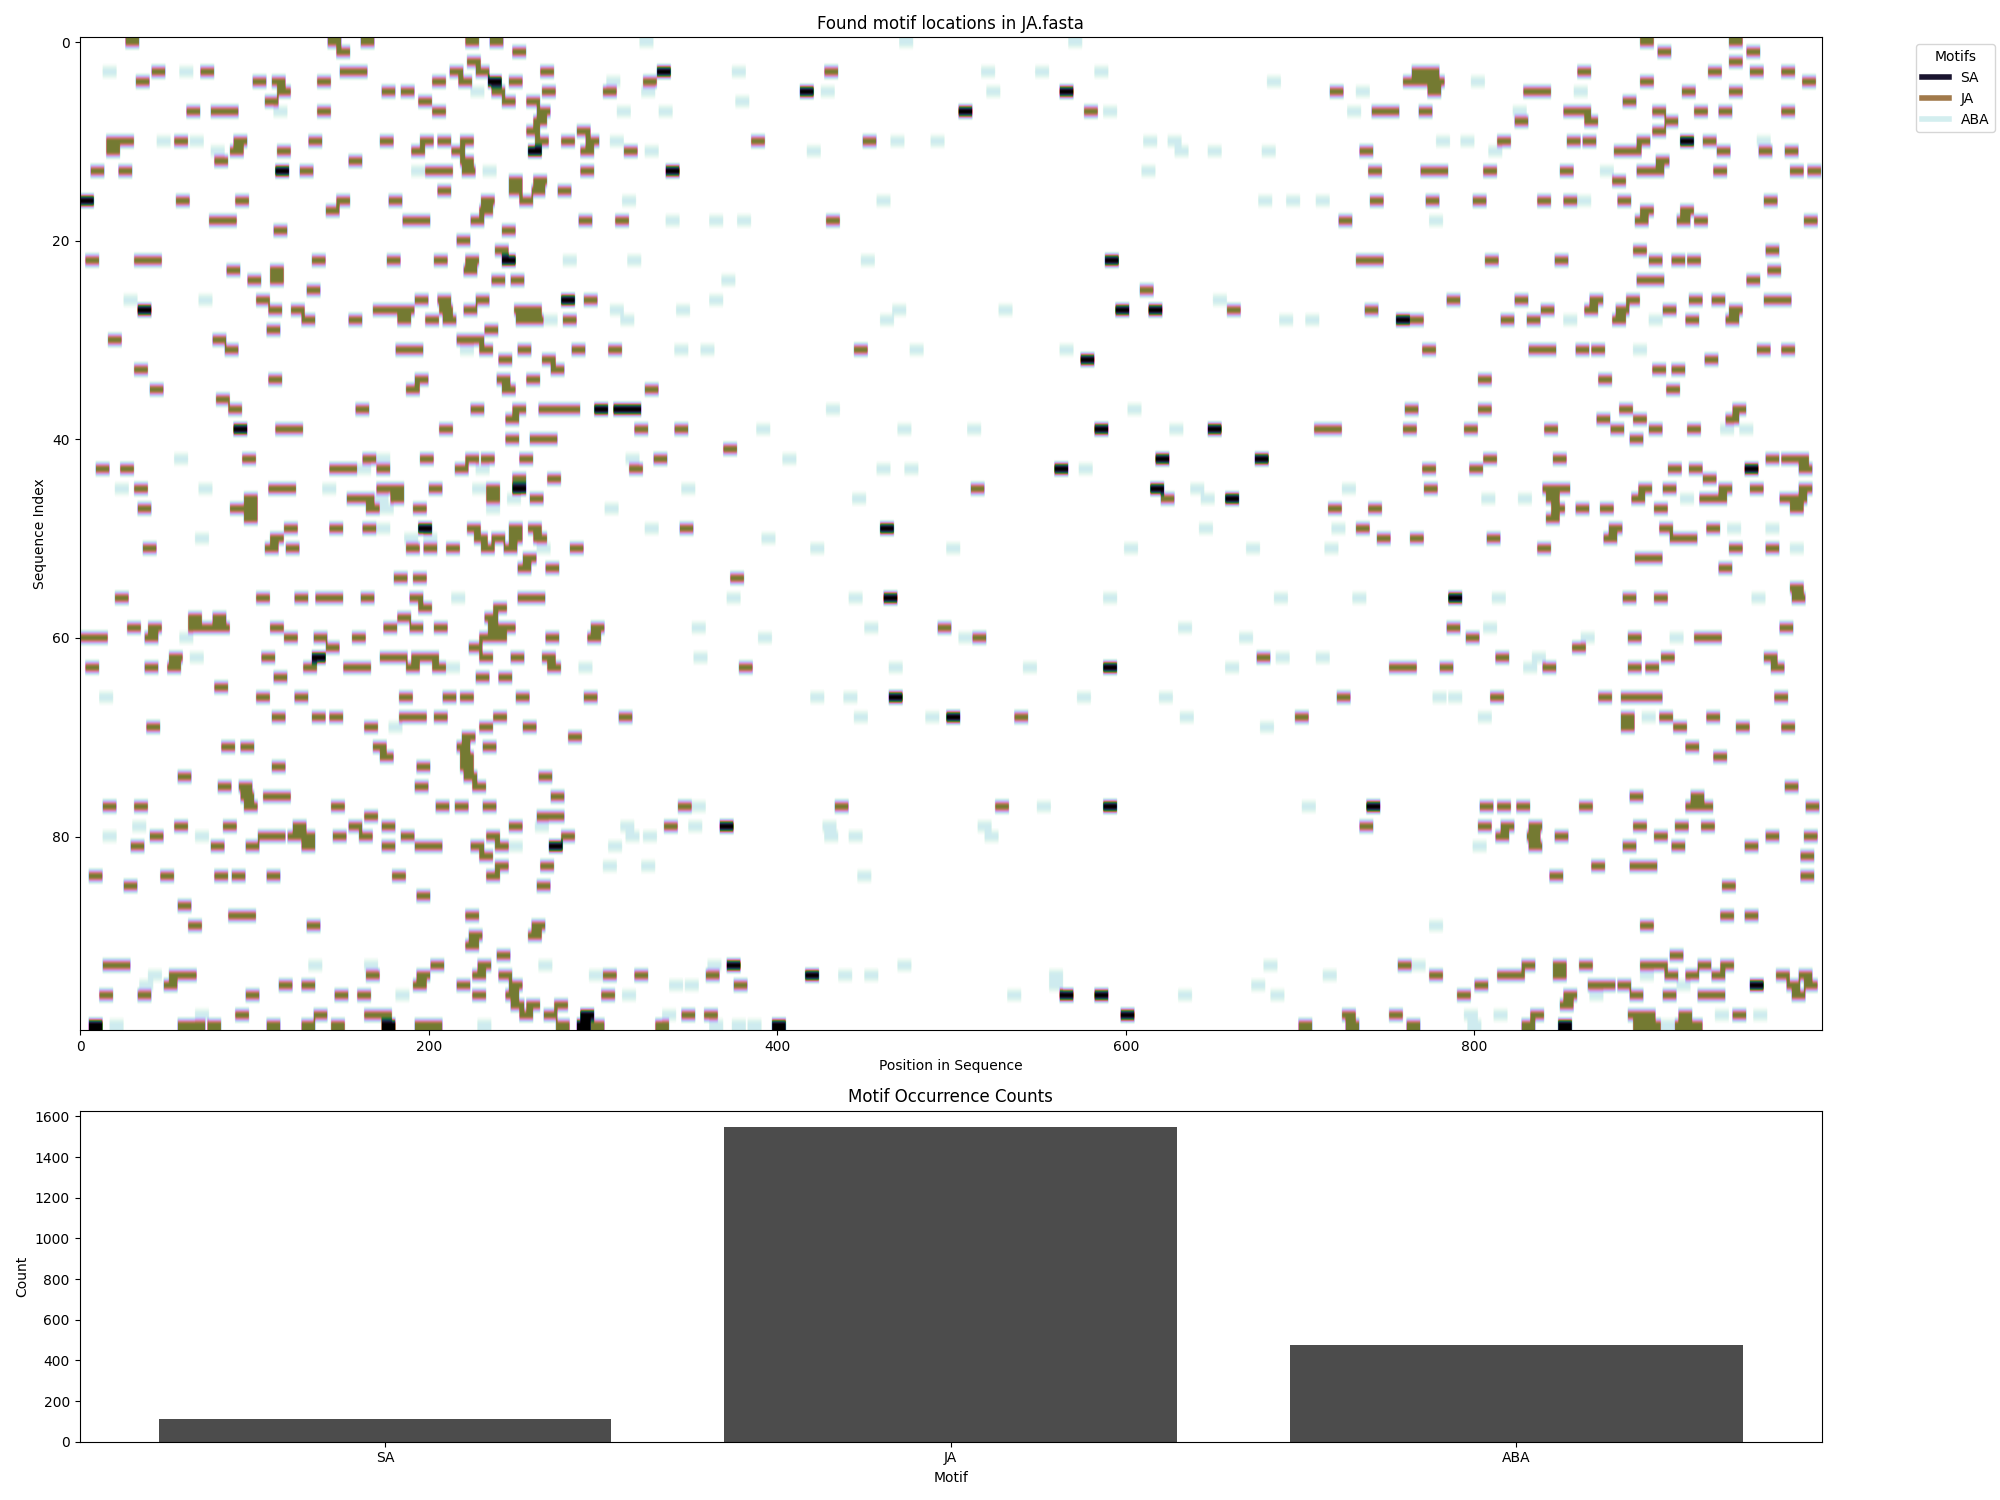 Found motif locations in JA.fasta
Motifs
SA
JA
ABA
0
20
40
60
80
Sequence Index
0 200 400 600 800
Position in Sequence
Motif Occurrence Counts
1600
1400
1200
1000
800
600
400
200
0
Count
SA JA ABA
Motif